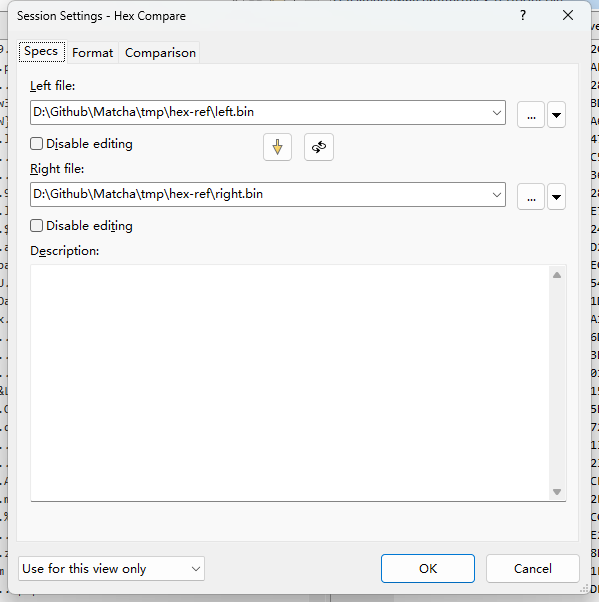 Session Settings - Hex Compare
?
Specs
Format
Comparison
Left file:
D:\Github\Matcha\tmp\hex-ref\left.bin
...
Disable editing
Right file:
D:\Github\Matcha\tmp\hex-ref\right.bin
...
Disable editing
Description:
Use for this view only
OK
Cancel